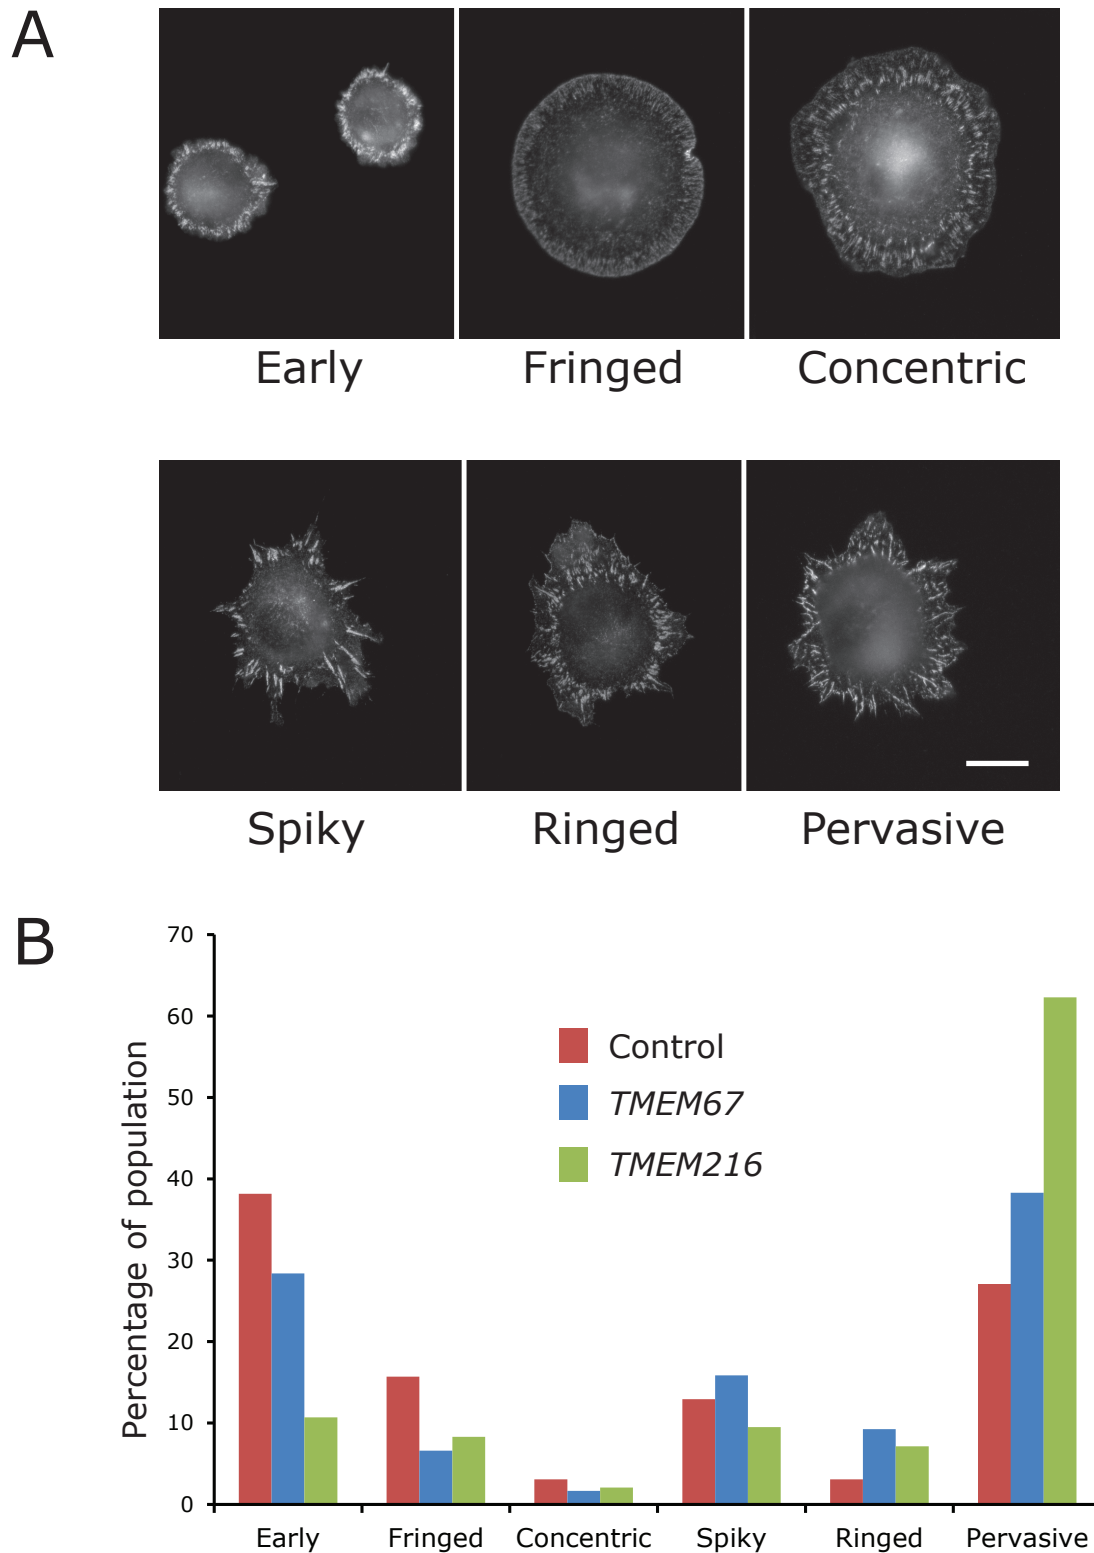 A
Early Fringed Concentric
Spiky Ringed Pervasive
B
Percentage of population
70
60
50
40
30
20
10
0
Control
TMEM67
TMEM216
Early Fringed Concentric Spiky Ringed Pervasive